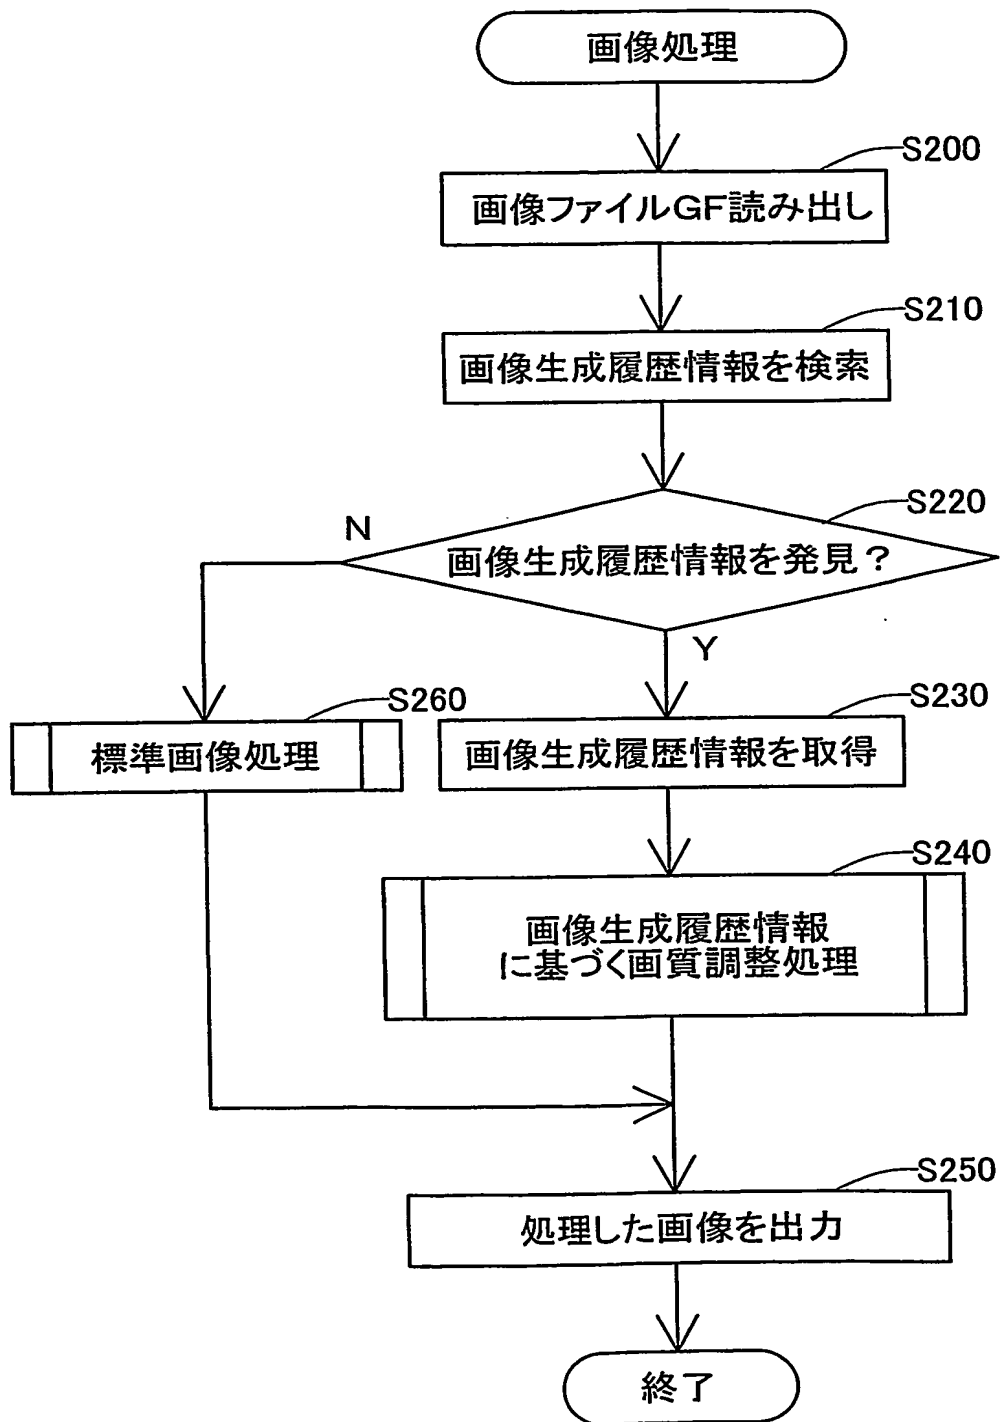 画像処理
S200
画像ファイルGF読み出し
S210
画像生成履歴情報を検索
S220
N
画像生成履歴情報を発見?
Y
S260
S230
標準画像処理
画像生成履歴情報を取得
S240
画像生成履歴情報
に基づく画質調整処理
S250
処理した画像を出力
終了